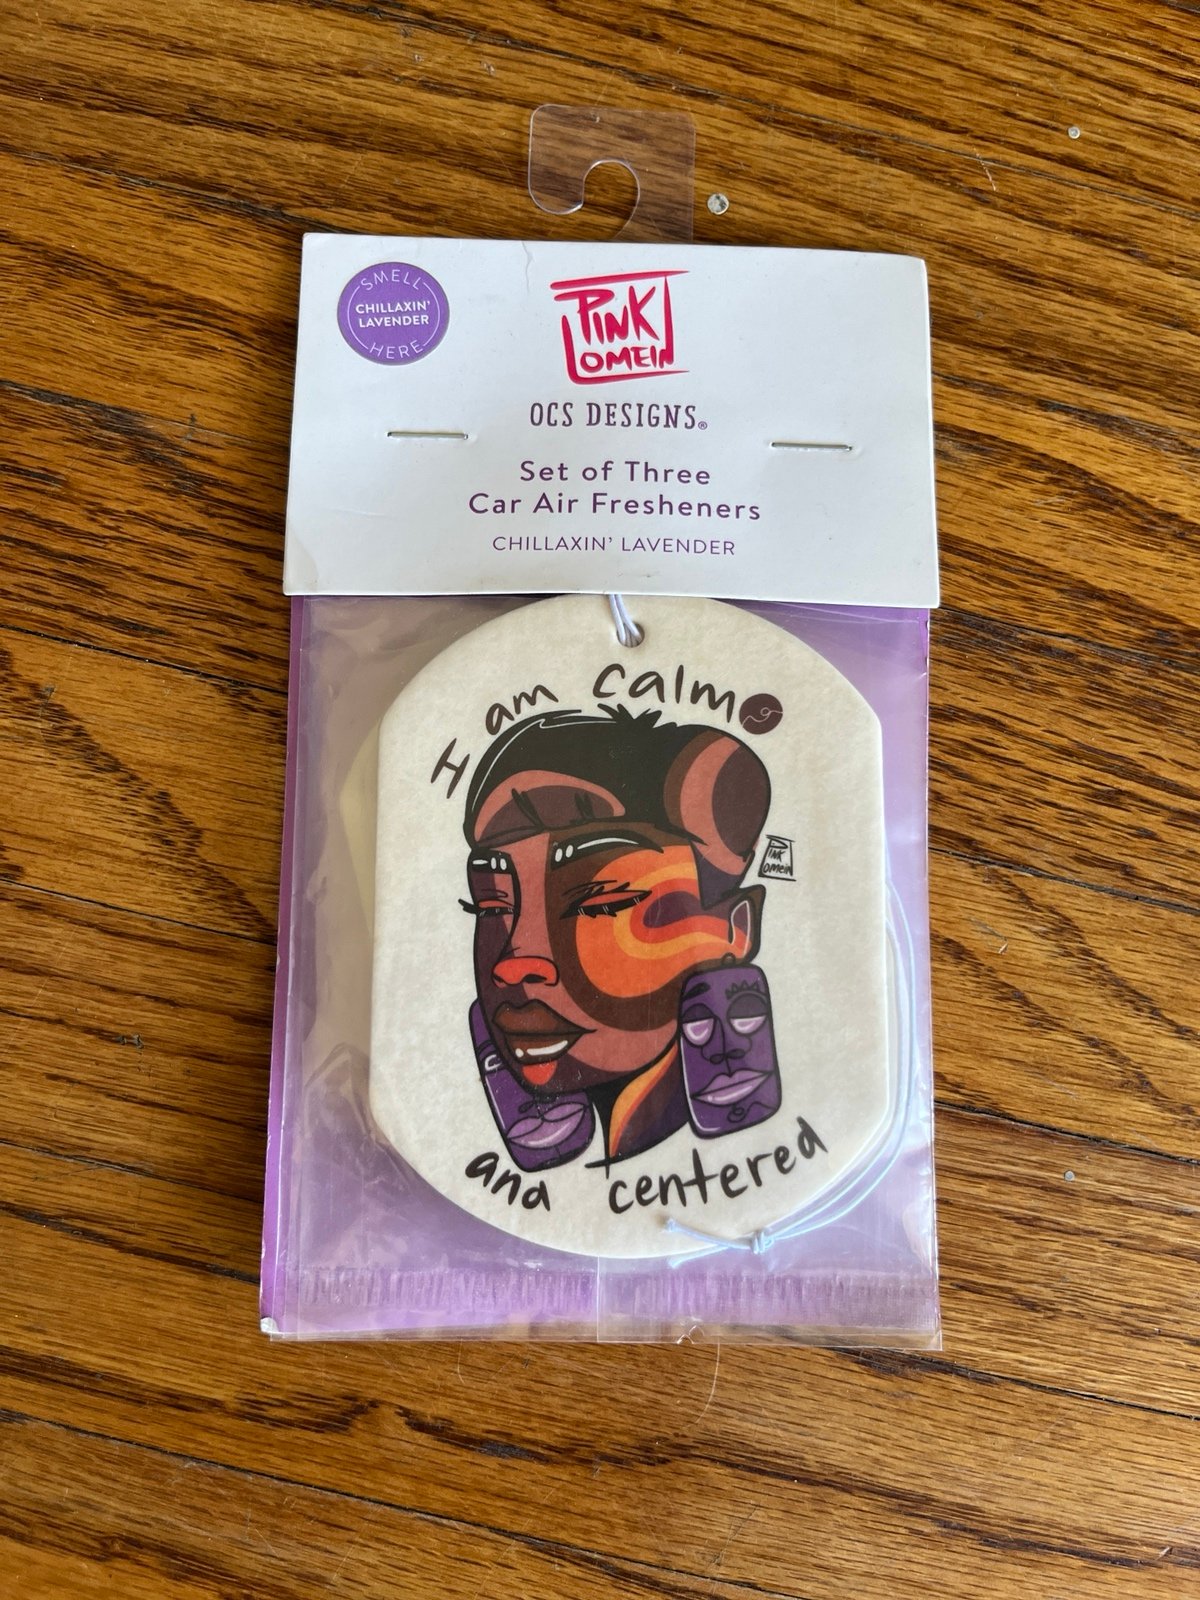 SMELL
CHILLAXIN'
LAVENDER
HERE
PINK
LOMEIN
OCS DESIGNS®
Set of Three
Car Air Fresheners
CHILLAXIN' LAVENDER
I am calm
PINK
LOMEIN
and centered